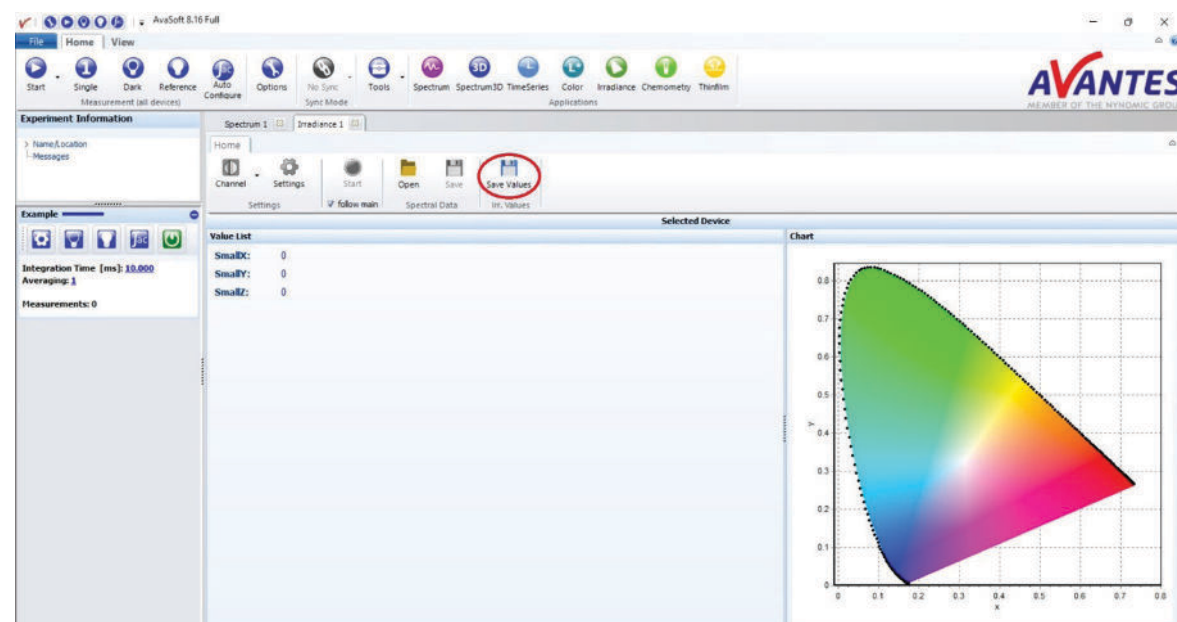 AvaSoft 8.16 Full
File Home View
Start Single Dark Reference Auto Configure Options No Sync Tools Spectrum Spectrum3D TimeSeries Color Irradiance Chemometry Thinfilm
Measurement (all devices) Sync Mode Applications
AVANTES
MEMBER OF THE NYNOMIC GROU
Experiment Information
Name/Location
Messages
Spectrum 1 Irradiance 1
Home
Channel Settings Start Open Save Save Values
Settings follow main Spectral Data Irr. Values
Example
Integration Time [ms]: 10.000
Averaging: 1
Measurements: 0
Selected Device
Value List
SmallX: 0
SmallY: 0
SmallZ: 0
Chart
0.8
0.7
0.6
0.5
0.4
0.3
0.2
0.1
0
Y
0 0.1 0.2 0.3 0.4 0.5 0.6 0.7 0.8
x